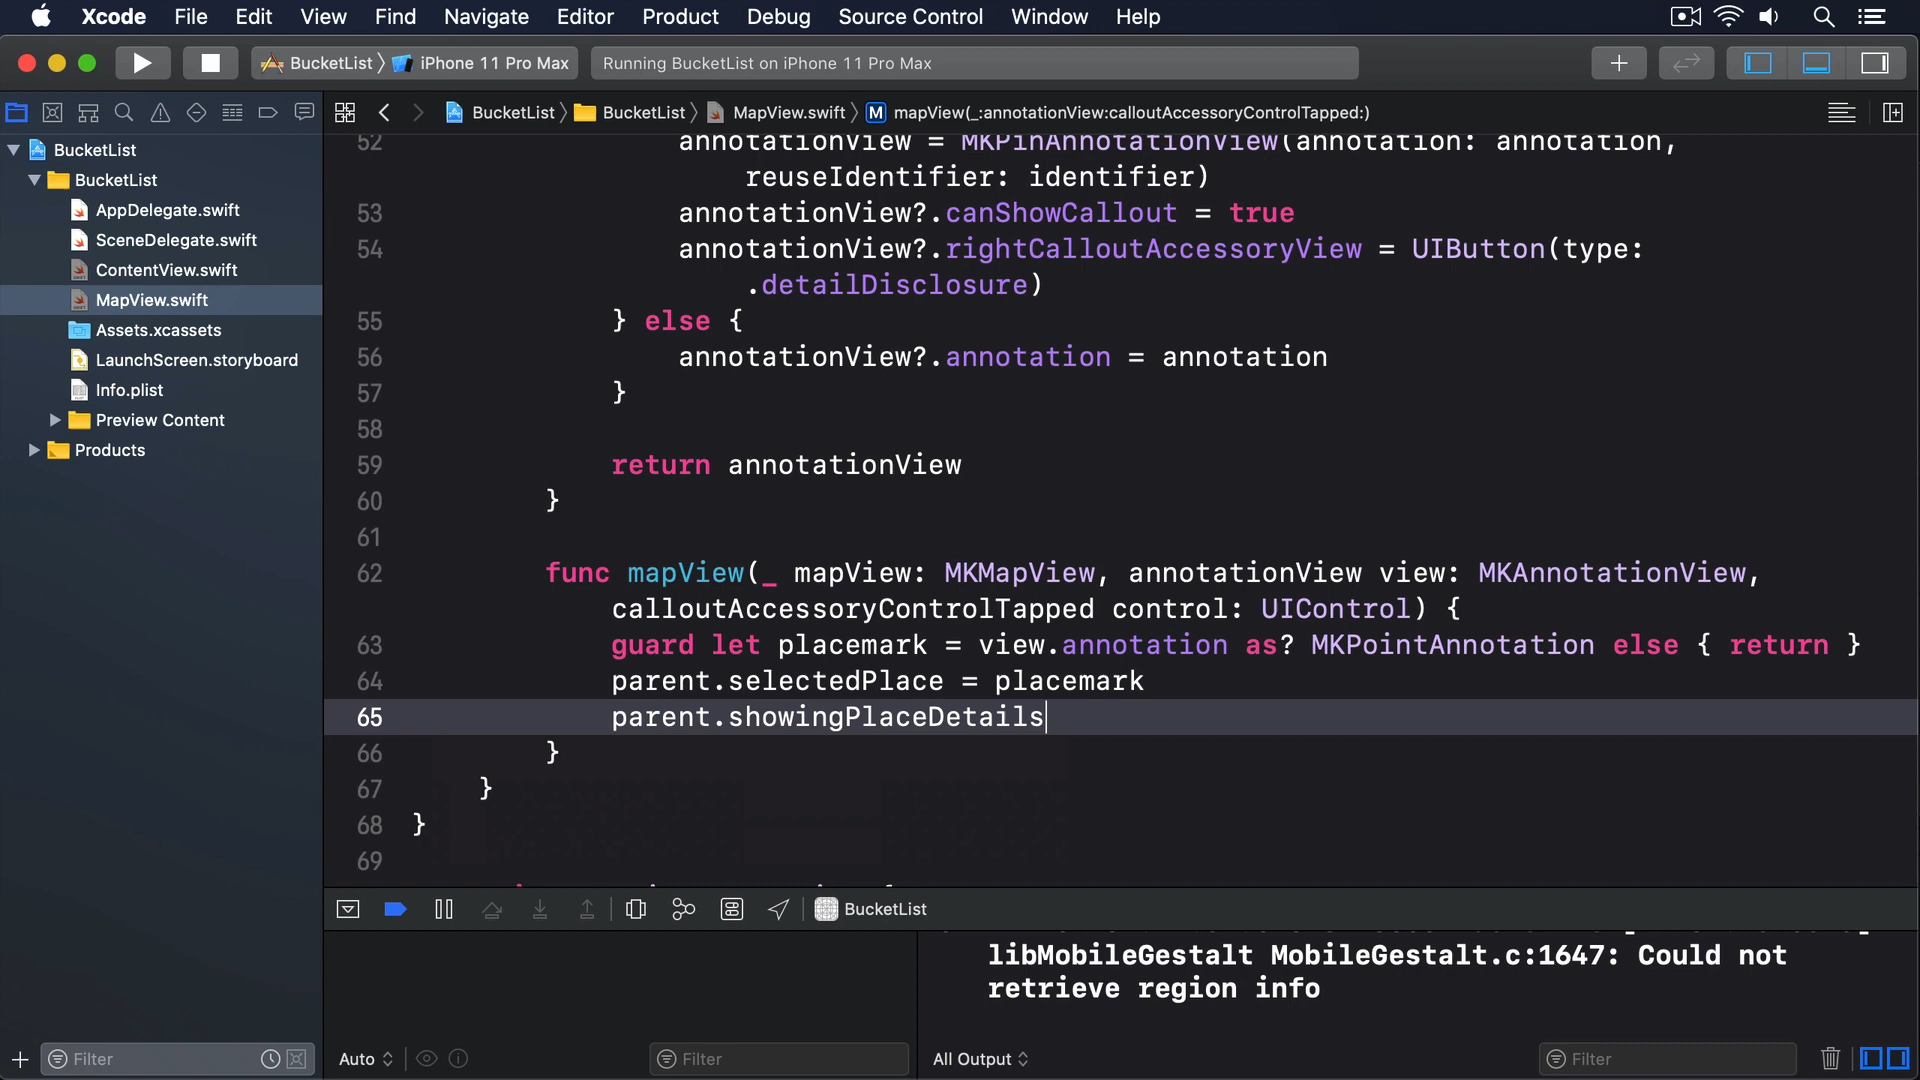 Xcode File Edit View Find Navigate Editor Product Debug Source Control Window Help
BucketList iPhone 11 Pro Max Running BucketList on iPhone 11 Pro Max
BucketList BucketList MapView.swift M mapView(_:annotationView:calloutAccessoryControlTapped:)
BucketList
BucketList
AppDelegate.swift
SceneDelegate.swift
ContentView.swift
MapView.swift
Assets.xcassets
LaunchScreen.storyboard
Info.plist
Preview Content
Products
52 annotationView = MKPinAnnotationView(annotation: annotation,
reuseIdentifier: identifier)
53 annotationView?.canShowCallout = true
54 annotationView?.rightCalloutAccessoryView = UIButton(type:
.detailDisclosure)
55 } else {
56 annotationView?.annotation = annotation
57 }
58
59 return annotationView
60 }
61
62 func mapView(_ mapView: MKMapView, annotationView view: MKAnnotationView,
calloutAccessoryControlTapped control: UIControl) {
63 guard let placemark = view.annotation as? MKPointAnnotation else { return }
64 parent.selectedPlace = placemark
65 parent.showingPlaceDetails
66 }
67 }
68 }
69
BucketList
libMobileGestalt MobileGestalt.c:1647: Could not
retrieve region info
Filter Auto Filter All Output Filter